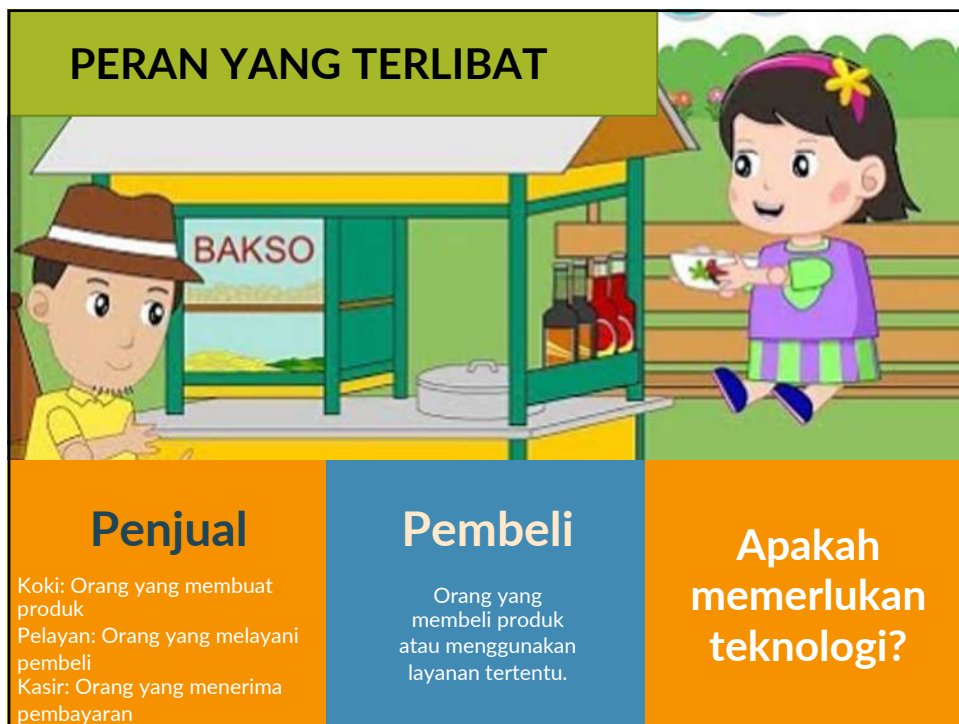 PERAN YANG TERLIBAT
BAKSO
Penjual
Koki: Orang yang membuat
produk
Pelayan: Orang yang melayani
pembeli
Kasir: Orang yang menerima
pembayaran
Pembeli
Orang yang
membeli produk
atau menggunakan
layanan tertentu.
Apakah
memerlukan
teknologi?